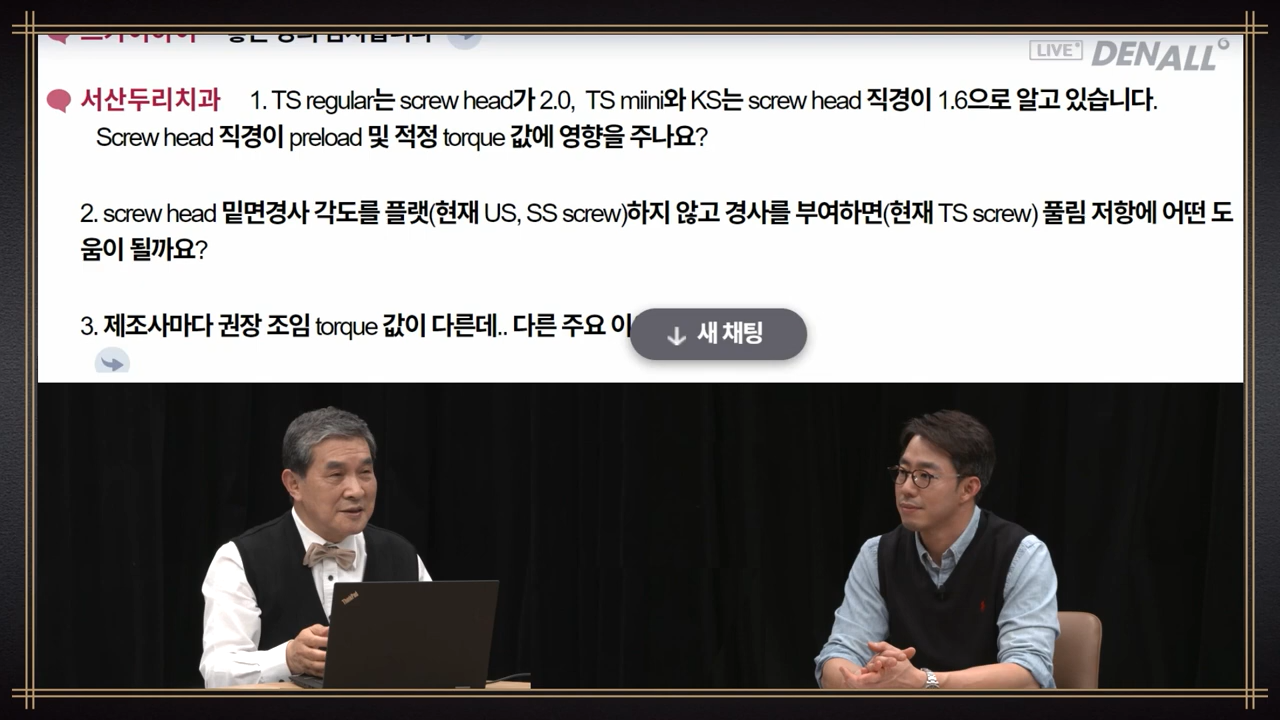 LIVE
DENALL
서산두리치과 1. TS regular는 screw head가 2.0, TS miini와 KS는 screw head 직경이 1.6으로 알고 있습니다.
Screw head 직경이 preload 및 적정 torque 값에 영향을 주나요?
2. screw head 밑면경사 각도를 플랫(현재 US, SS screw)하지 않고 경사를 부여하면(현재 TS screw) 풀림 저항에 어떤 도
움이 될까요?
3. 제조사마다 권장 조임 torque 값이 다른데.. 다른 주요 이
새 채팅
ThinkPad